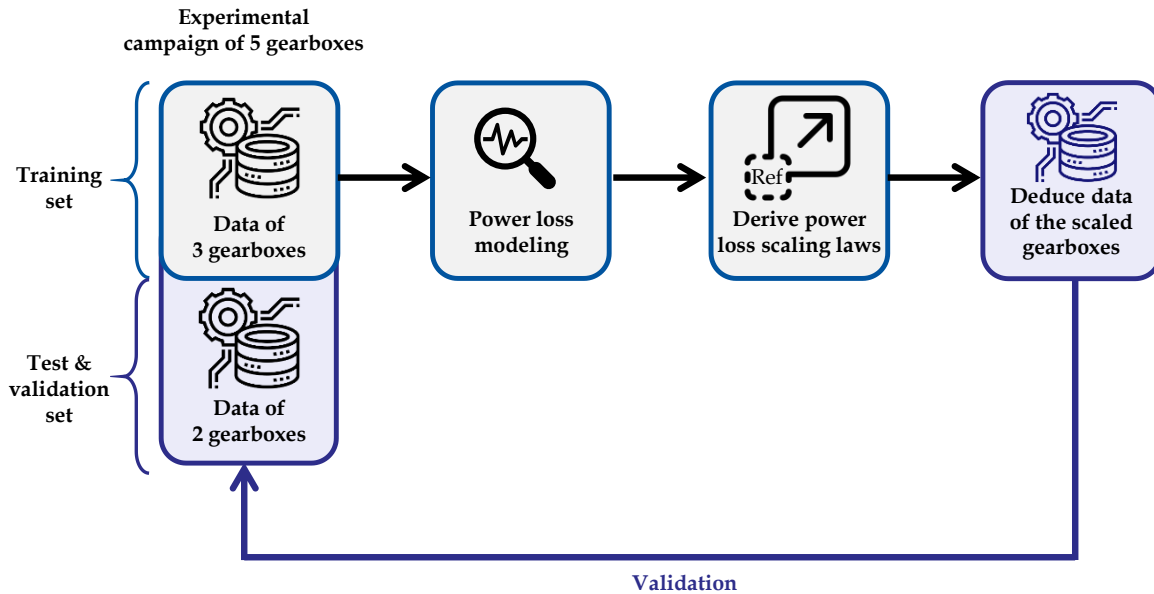 Experimental
campaign of 5 gearboxes
Training
set
Data of
3 gearboxes
Power loss
modeling
Ref
Derive power
loss scaling laws
Deduce data
of the scaled
gearboxes
Test &
validation
set
Data of
2 gearboxes
Validation